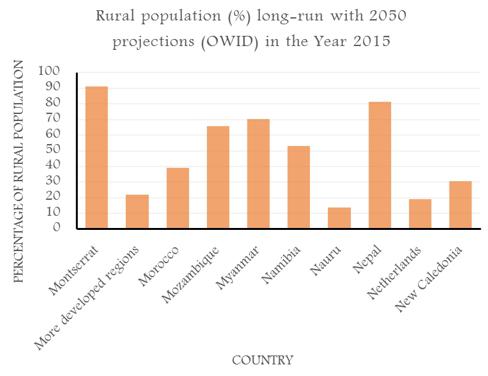 Rural population (%) long-run with 2050
projections (OWID) in the Year 2015
PERCENTAGE OF RURAL POPULATION
100
90
80
70
60
50
40
30
20
10
0
Montserrat
More developed regions
Morocco
Mozambique
Myanmar
Namibia
Nauru
Nepal
Netherlands
New Caledonia
COUNTRY